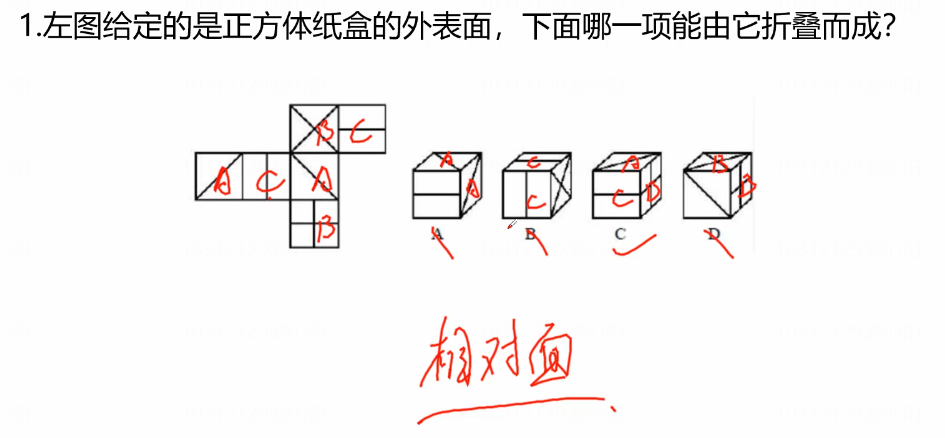 1.左图给定的是正方体纸盒的外表面，下面哪一项能由它折叠而成？
B C
A C A
B
A A
C C
A C D
B B
A B C D
相对面